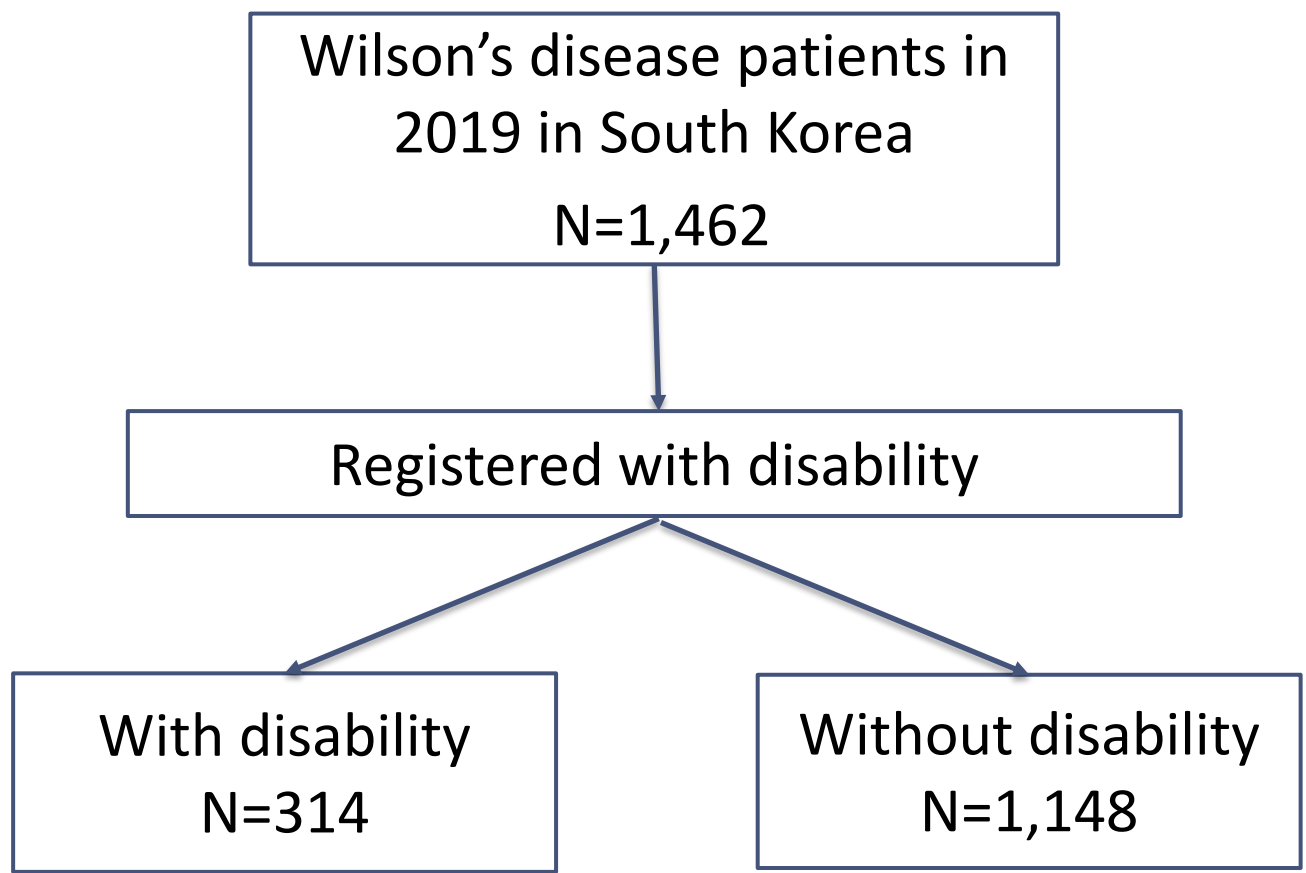 Wilson’s disease patients in
2019 in South Korea
N=1,462
Registered with disability
With disability
N=314
Without disability
N=1,148